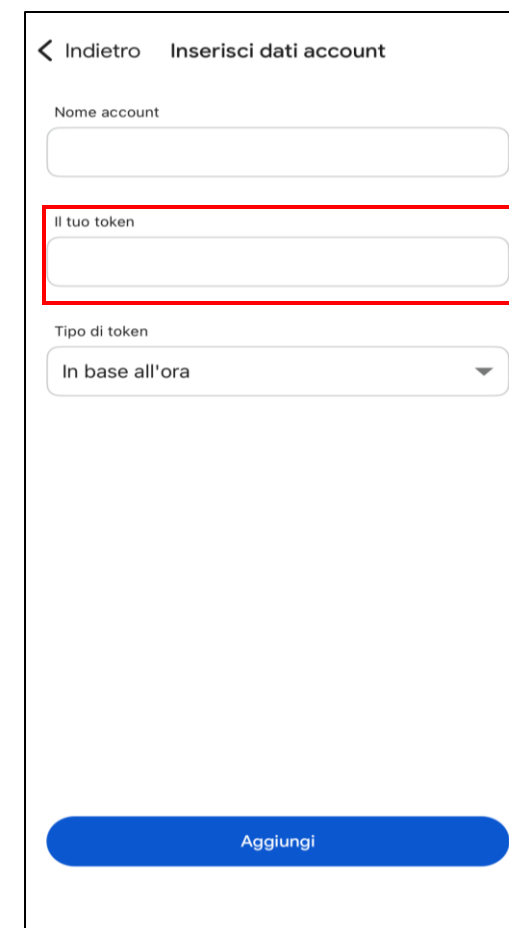 Indietro Inserisci dati account
Nome account
Il tuo token
Tipo di token
In base all'ora
Aggiungi